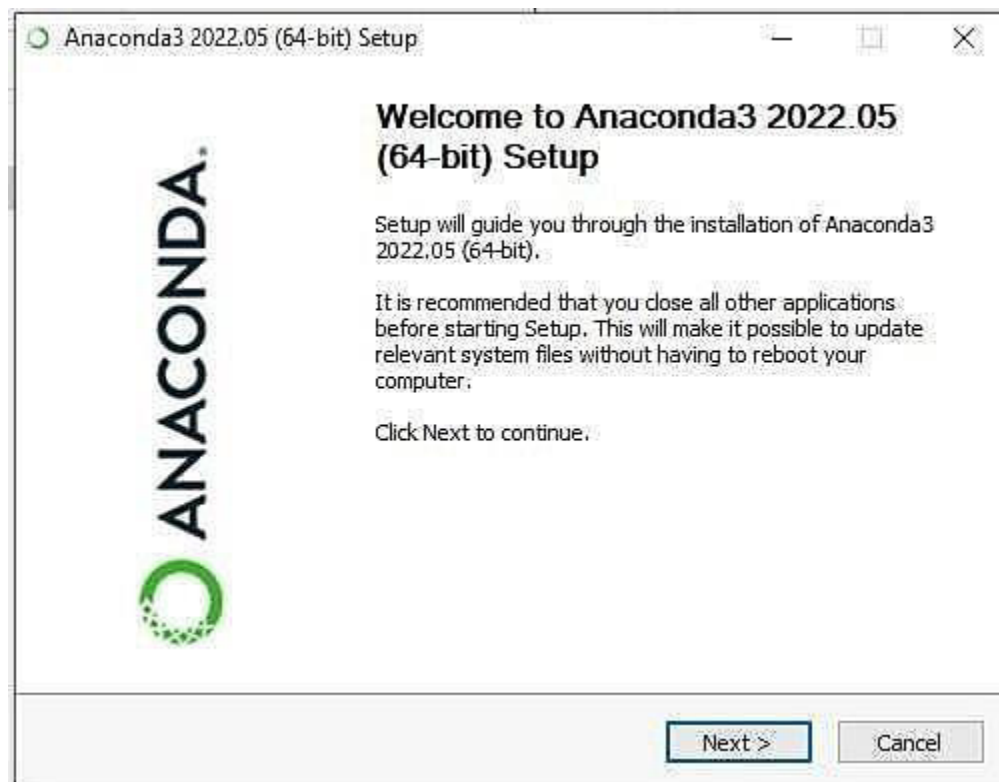 Anaconda3 2022.05 (64-bit) Setup
ANACONDA.
Welcome to Anaconda3 2022.05
(64-bit) Setup
Setup will guide you through the installation of Anaconda3
2022.05 (64-bit).
It is recommended that you close all other applications
before starting Setup. This will make it possible to update
relevant system files without having to reboot your
computer.
Click Next to continue.
Next >
Cancel